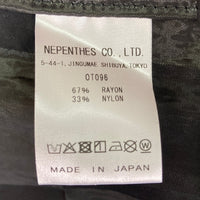 NEPENTHES CO., LTD.
5-44-1, JINGUMAE SHIBUYA, TOKYO
OT096
67% RAYON
33% NYLON
MADE IN JAPAN